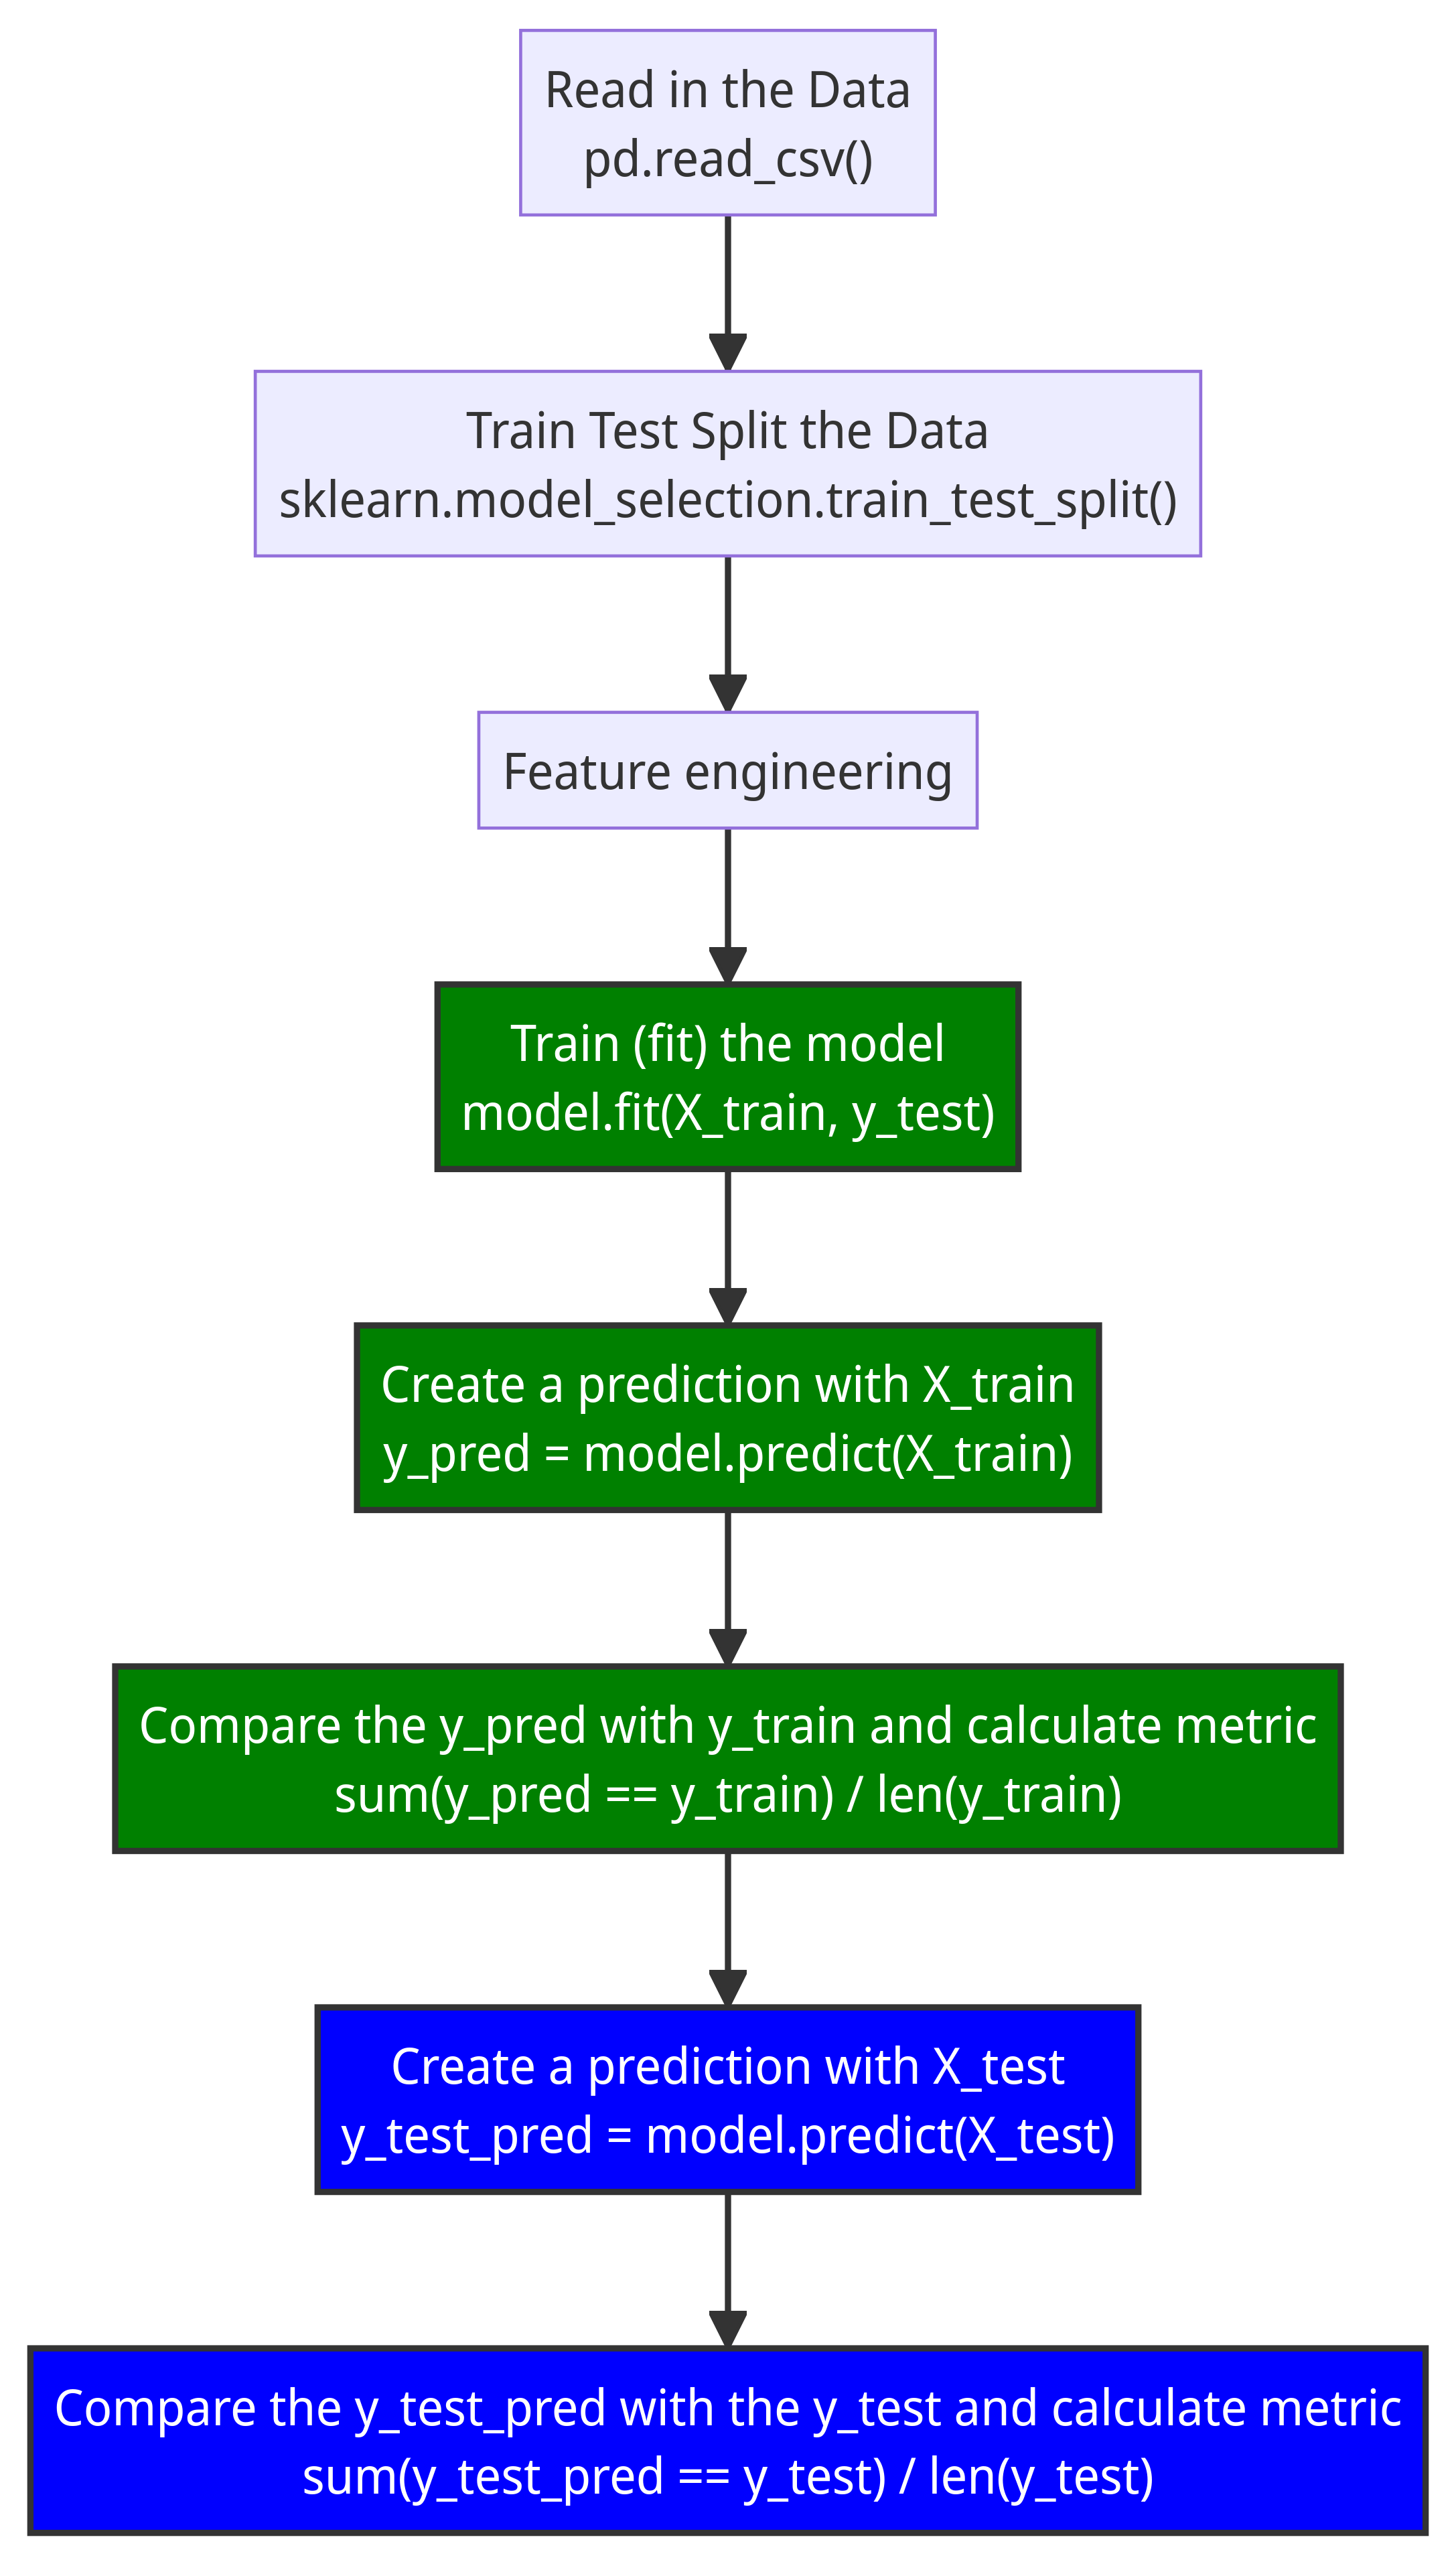 Read in the Data
pd.read_csv()
Train Test Split the Data
sklearn.model_selection.train_test_split()
Feature engineering
Train (fit) the model
model.fit(X_train, y_test)
Create a prediction with X_train
y_pred = model.predict(X_train)
Compare the y_pred with y_train and calculate metric
sum(y_pred == y_train) / len(y_train)
Create a prediction with X_test
y_test_pred = model.predict(X_test)
Compare the y_test_pred with the y_test and calculate metric
sum(y_test_pred == y_test) / len(y_test)